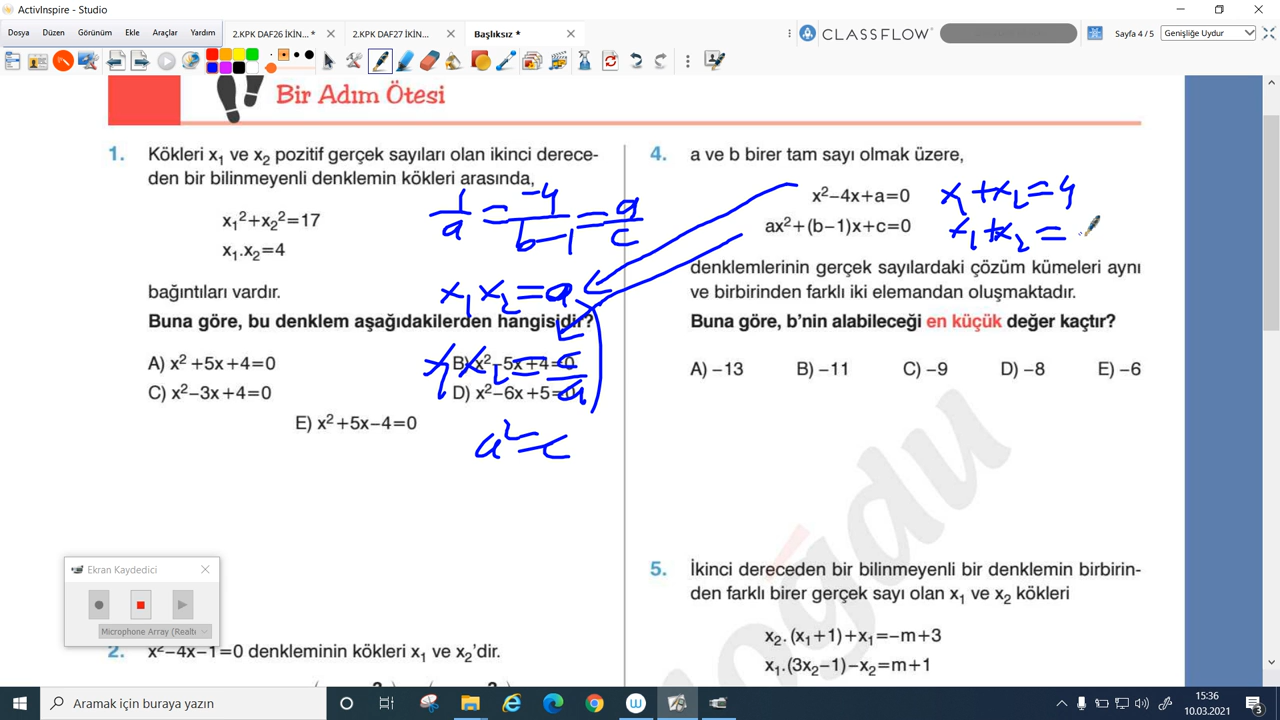 ActivInspire - Studio
Dosya Düzen Görünüm Ekle Araçlar Yardım
2.KPK DAF26 İKİN... *
2.KPK DAF27 İKİN...
Başlıksız *
CLASSFLOW
Sayfa 4 / 5
Genişliğe Uydur
Bir Adım Ötesi
1. Kökleri x₁ ve x₂ pozitif gerçek sayıları olan ikinci derece-
den bir bilinmeyenli denklemin kökleri arasında,
x₁²+x₂²=17
x₁.x₂=4
bağıntıları vardır.
Buna göre, bu denklem aşağıdakilerden hangisidir?
A) x² +5x+4=0
B) x²−5x+4=0
C) x²−3x+4=0
D) x²−6x+5=0
E) x²+5x−4=0
1/a = −4/(b−1) = a/c
x₁x₂=a
x₁x₂=c/a
a²=c
2. x²−4x−1=0 denkleminin kökleri x₁ ve x₂'dir.
4. a ve b birer tam sayı olmak üzere,
x²−4x+a=0
x₁+x₂=4
ax²+(b−1)x+c=0
x₁+x₂=
denklemlerinin gerçek sayılardaki çözüm kümeleri aynı
ve birbirinden farklı iki elemandan oluşmaktadır.
Buna göre, b'nin alabileceği en küçük değer kaçtır?
A) −13 B) −11 C) −9 D) −8 E) −6
5. İkinci dereceden bir bilinmeyenli bir denklemin birbirin-
den farklı birer gerçek sayı olan x₁ ve x₂ kökleri
x₂.(x₁+1)+x₁=−m+3
x₁.(3x₂−1)−x₂=m+1
Ekran Kaydedici
Microphone Array (Realt
Aramak için buraya yazın
15:36
10.03.2021
3